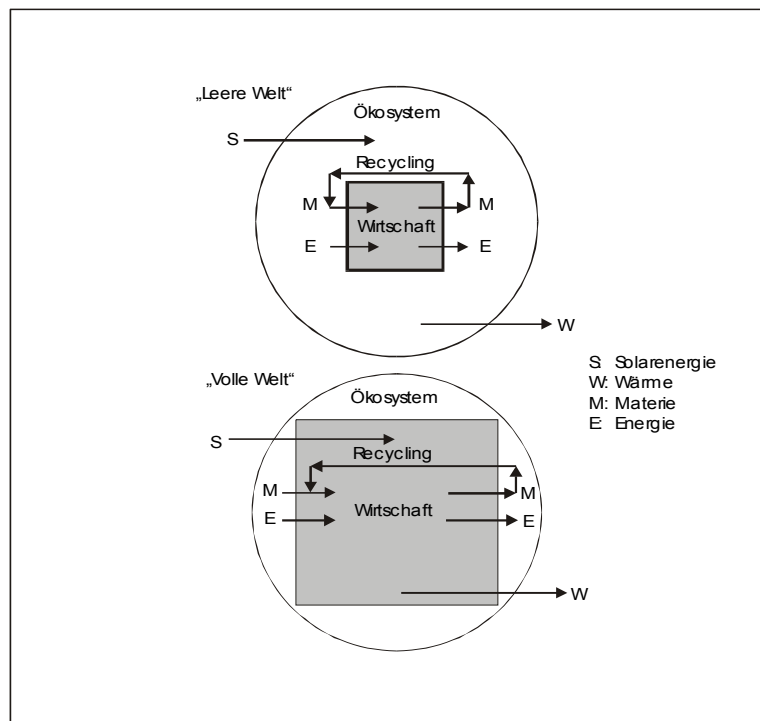 „Leere Welt“
Ökosystem
S
Recycling
M M
Wirtschaft
E E
W
„Volle Welt“
Ökosystem
S
Recycling
M M
E Wirtschaft E
W
S: Solarenergie
W: Wärme
M: Materie
E: Energie